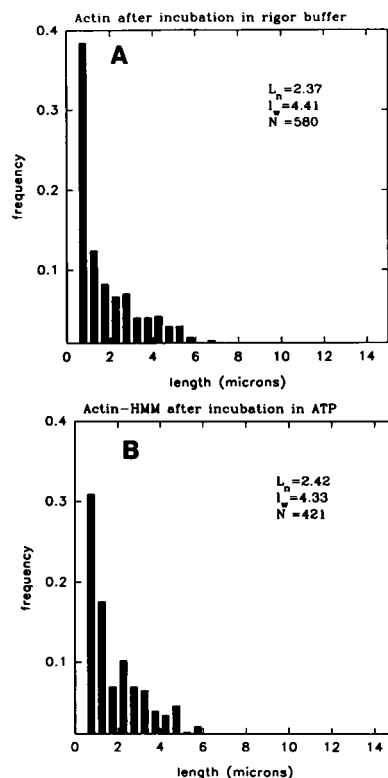 Actin after incubation in rigor buffer
A
L_n=2.37
l_w=4.41
N=580
frequency
0.4
0.3
0.2
0.1
0 2 4 6 8 10 12 14
length (microns)
Actin-HMM after incubation in ATP
B
L_n=2.42
l_w=4.33
N=421
frequency
0.4
0.3
0.2
0.1
0 2 4 6 8 10 12 14
length (microns)